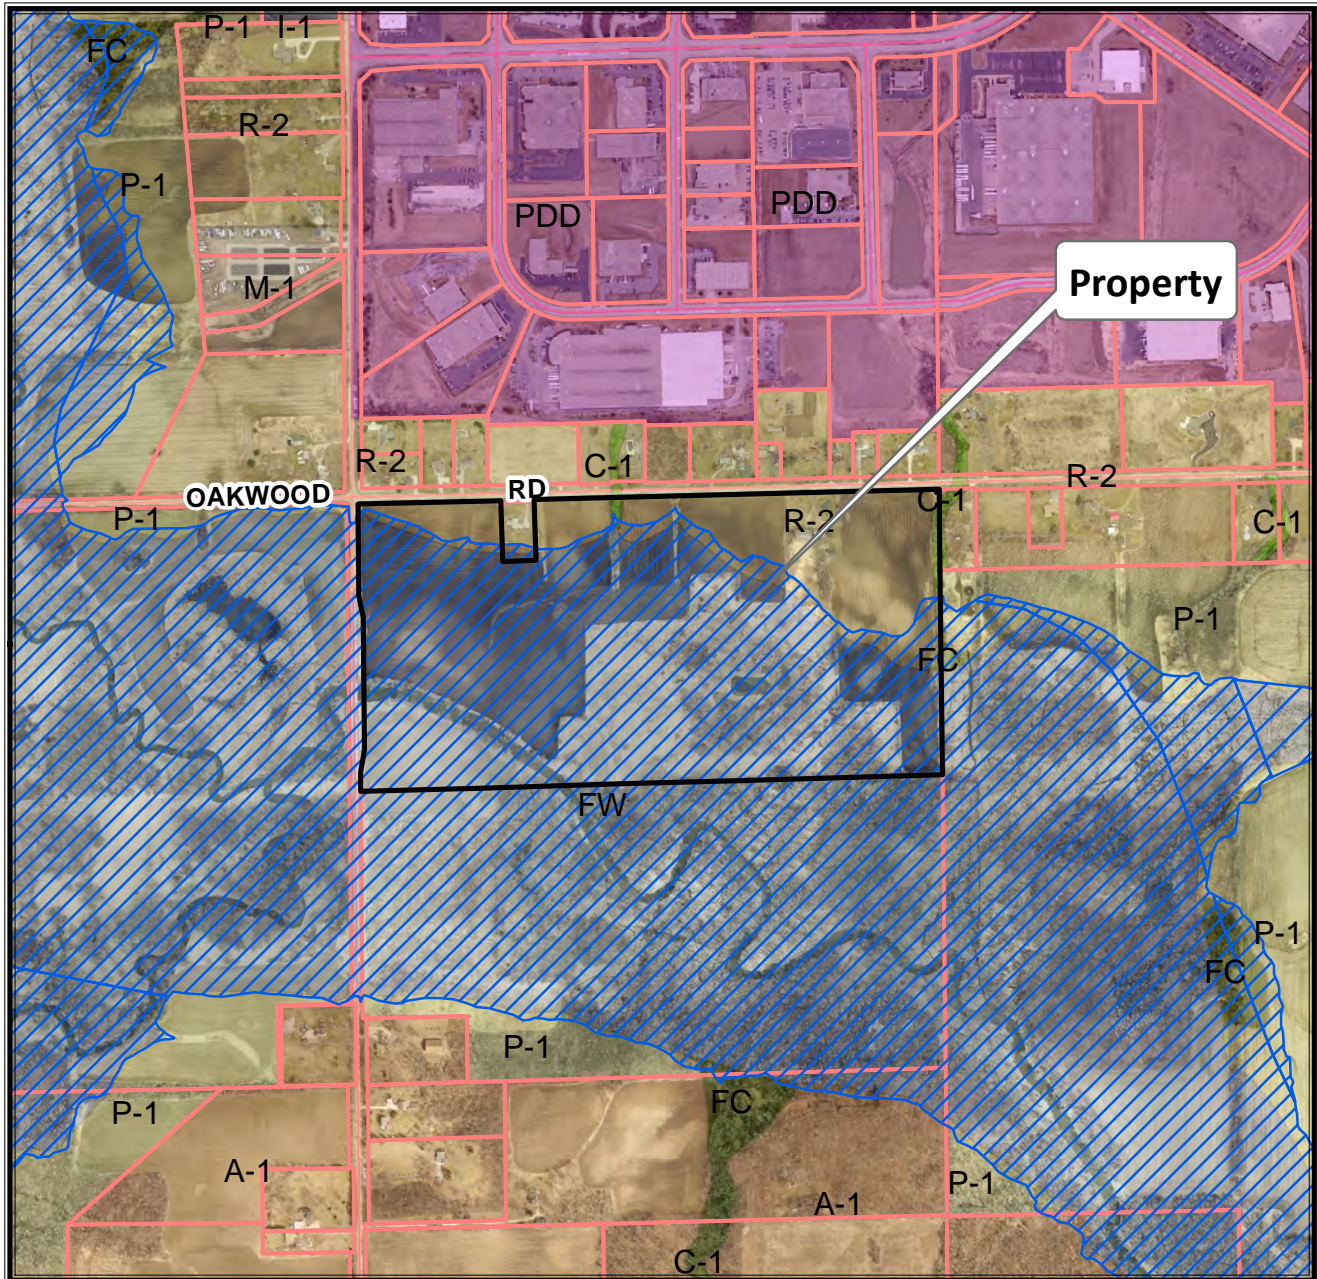 P-1 I-1
FC
R-2
P-1
PDD PDD
Property
M-1
R-2 C-1 R-2
OAKWOOD RD
P-1 R-2 C-1 C-1
P-1
FC
FW
P-1
FC
P-1
FC
P-1
A-1 P-1
A-1
C-1